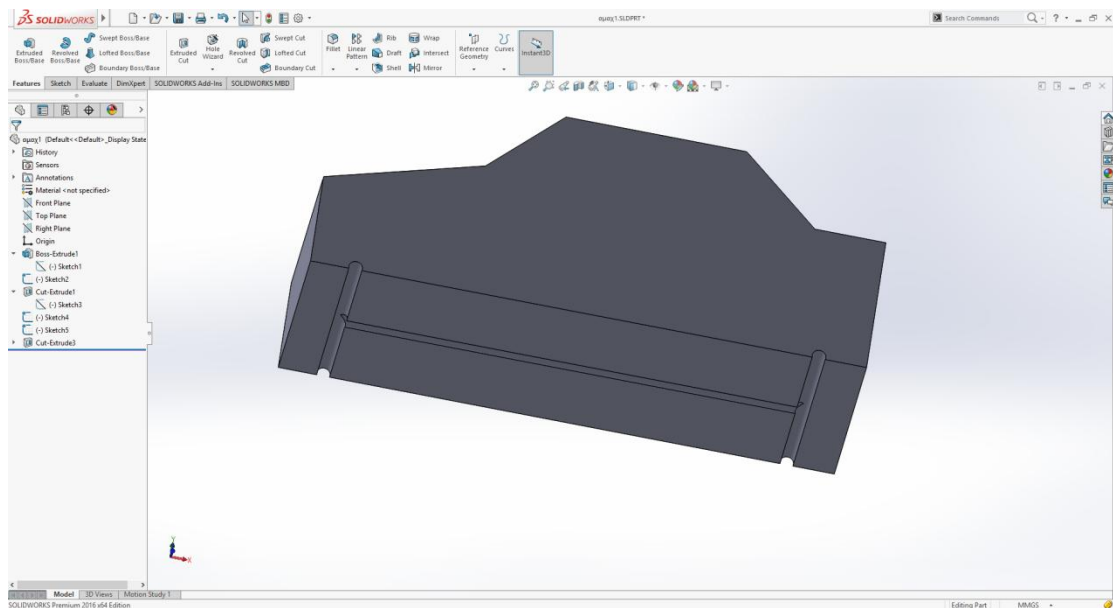 SOLIDWORKS
αμαχ1.SLDPRT *
Search Commands
Extruded Boss/Base
Revolved Boss/Base
Swept Boss/Base
Lofted Boss/Base
Boundary Boss/Base
Extruded Cut
Hole Wizard
Revolved Cut
Swept Cut
Lofted Cut
Boundary Cut
Fillet
Linear Pattern
Rib
Draft
Shell
Wrap
Intersect
Mirror
Reference Geometry
Curves
Instant3D
Features Sketch Evaluate DimXpert SOLIDWORKS Add-Ins SOLIDWORKS MBD
αμαχ1 (Default<<Default>_Display State
History
Sensors
Annotations
Material <not specified>
Front Plane
Top Plane
Right Plane
Origin
Boss-Extrude1
(-) Sketch1
(-) Sketch2
Cut-Extrude1
(-) Sketch3
(-) Sketch4
(-) Sketch5
Cut-Extrude3
Y
X
Model 3D Views Motion Study 1
SOLIDWORKS Premium 2016 x64 Edition
Editing Part MMGS